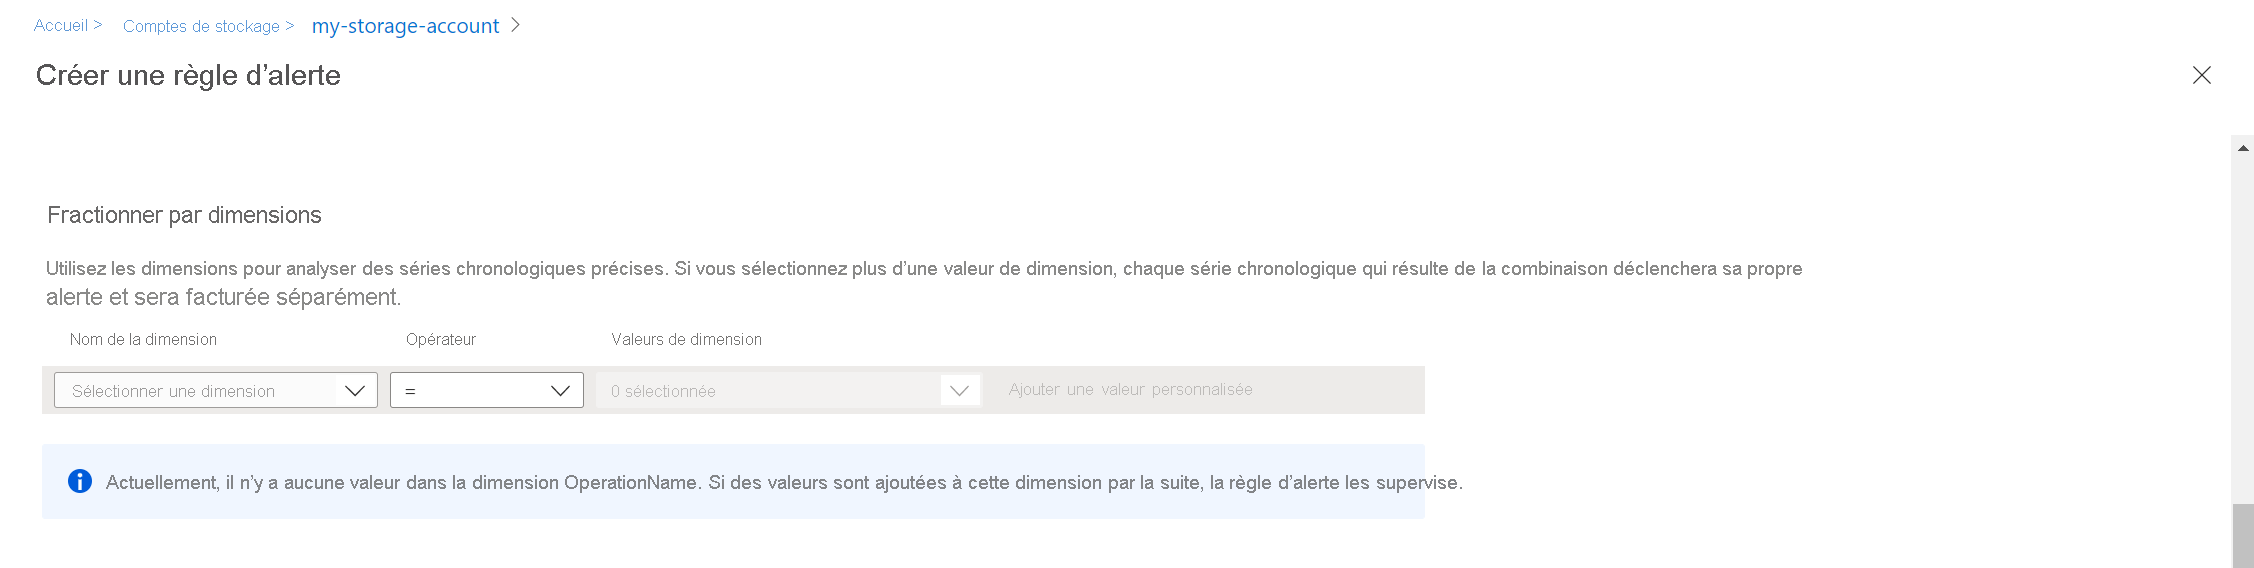 Accueil > Comptes de stockage > my-storage-account >
Créer une règle d’alerte
Fractionner par dimensions
Utilisez les dimensions pour analyser des séries chronologiques précises. Si vous sélectionnez plus d’une valeur de dimension, chaque série chronologique qui résulte de la combinaison déclenchera sa propre
alerte et sera facturée séparément.
Nom de la dimension Opérateur Valeurs de dimension
Sélectionner une dimension = 0 sélectionnée Ajouter une valeur personnalisée
Actuellement, il n’y a aucune valeur dans la dimension OperationName. Si des valeurs sont ajoutées à cette dimension par la suite, la règle d’alerte les supervise.